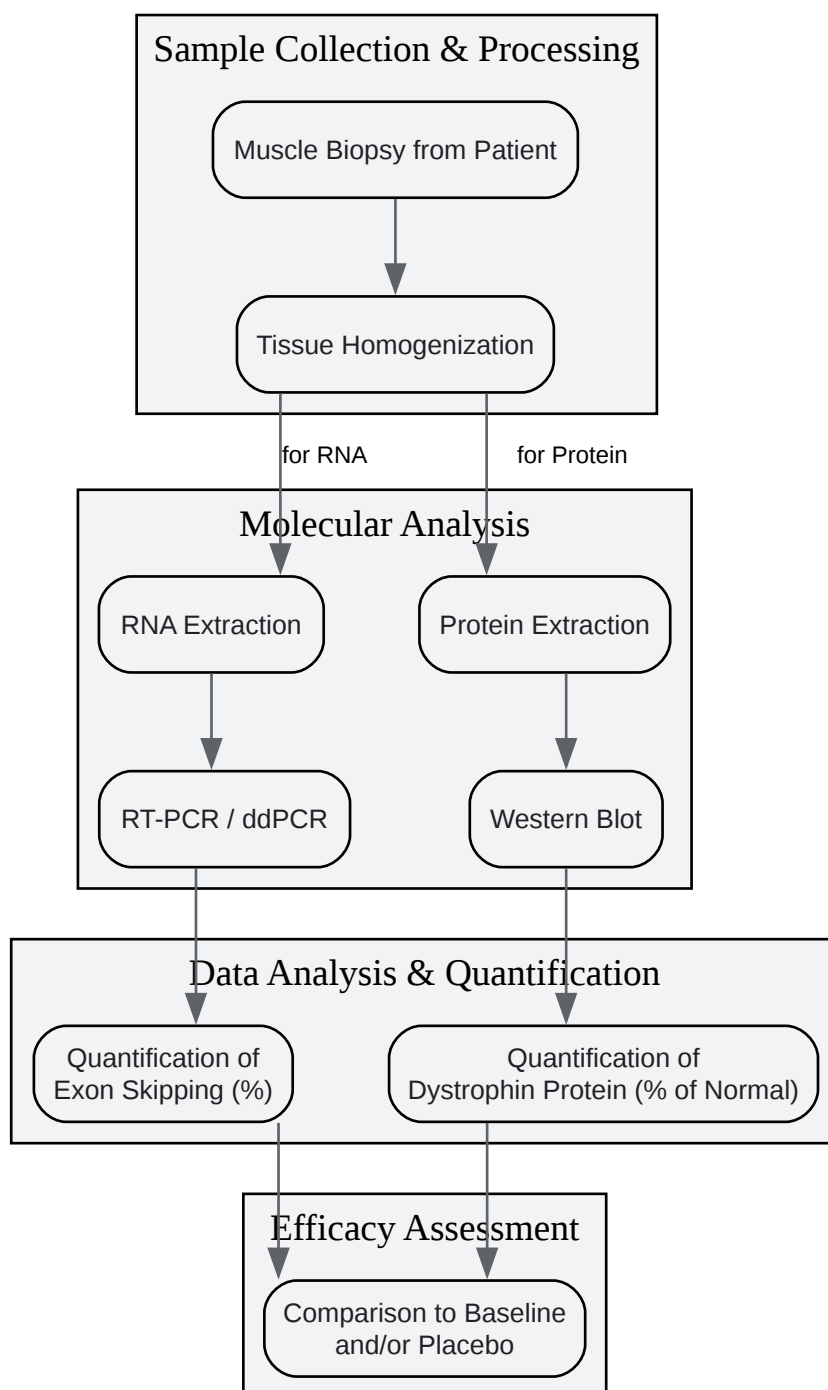 Sample Collection & Processing
Muscle Biopsy from Patient
Tissue Homogenization
for RNA
for Protein
Molecular Analysis
RNA Extraction
Protein Extraction
RT-PCR / ddPCR
Western Blot
Data Analysis & Quantification
Quantification of
Exon Skipping (%)
Quantification of
Dystrophin Protein (% of Normal)
Efficacy Assessment
Comparison to Baseline
and/or Placebo